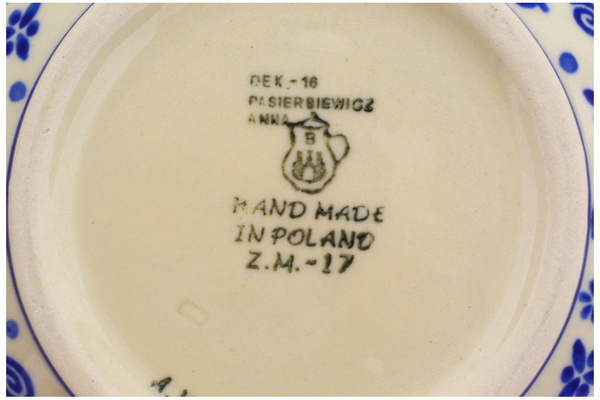 DEK.-16
PASIERBIEWICZ
ANNA
B
HAND MADE
IN POLAND
Z.M.-17